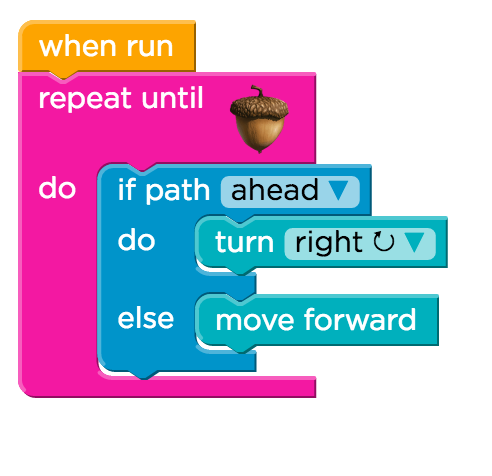 when run
repeat until
do if path ahead
do turn right
else move forward